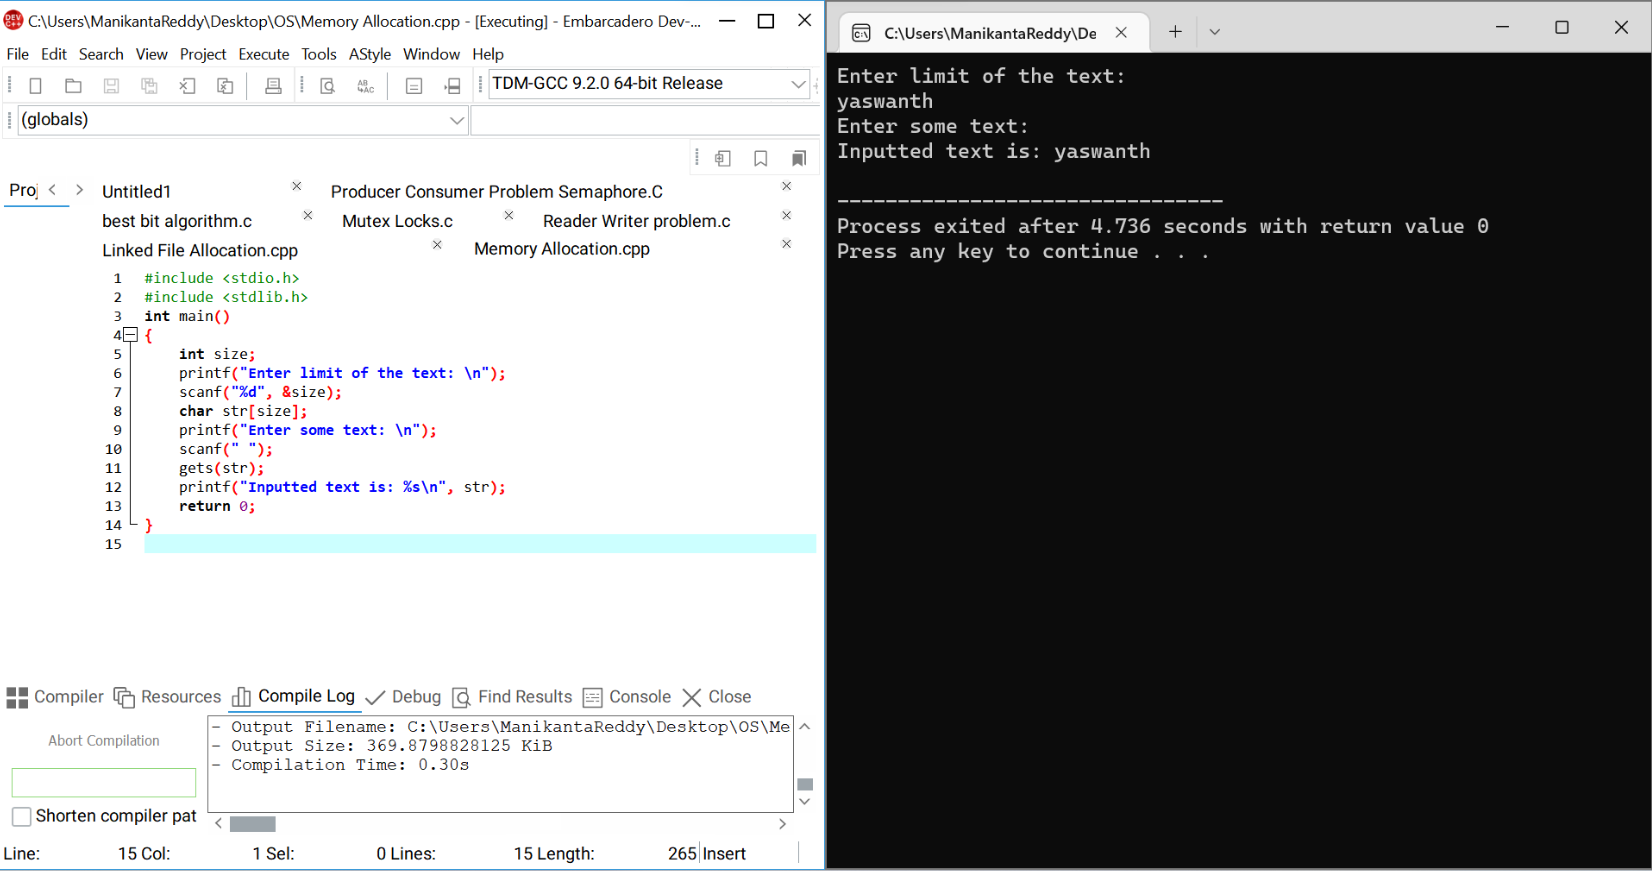 C:\Users\ManikantaReddy\Desktop\OS\Memory Allocation.cpp - [Executing] - Embarcadero Dev-...
File Edit Search View Project Execute Tools AStyle Window Help
TDM-GCC 9.2.0 64-bit Release
(globals)
Proj
Untitled1
Producer Consumer Problem Semaphore.C
best bit algorithm.c
Mutex Locks.c
Reader Writer problem.c
Linked File Allocation.cpp
Memory Allocation.cpp
1 #include <stdio.h>
2 #include <stdlib.h>
3 int main()
4 {
5 int size;
6 printf("Enter limit of the text: \n");
7 scanf("%d", &size);
8 char str[size];
9 printf("Enter some text: \n");
10 scanf(" ");
11 gets(str);
12 printf("Inputted text is: %s\n", str);
13 return 0;
14 }
15
Compiler Resources Compile Log Debug Find Results Console Close
Abort Compilation
Shorten compiler pat
- Output Filename: C:\Users\ManikantaReddy\Desktop\OS\Me
- Output Size: 369.8798828125 KiB
- Compilation Time: 0.30s
Line: 15 Col: 1 Sel: 0 Lines: 15 Length: 265 Insert
C:\Users\ManikantaReddy\De
Enter limit of the text:
yaswanth
Enter some text:
Inputted text is: yaswanth
--------------------------------
Process exited after 4.736 seconds with return value 0
Press any key to continue . . .